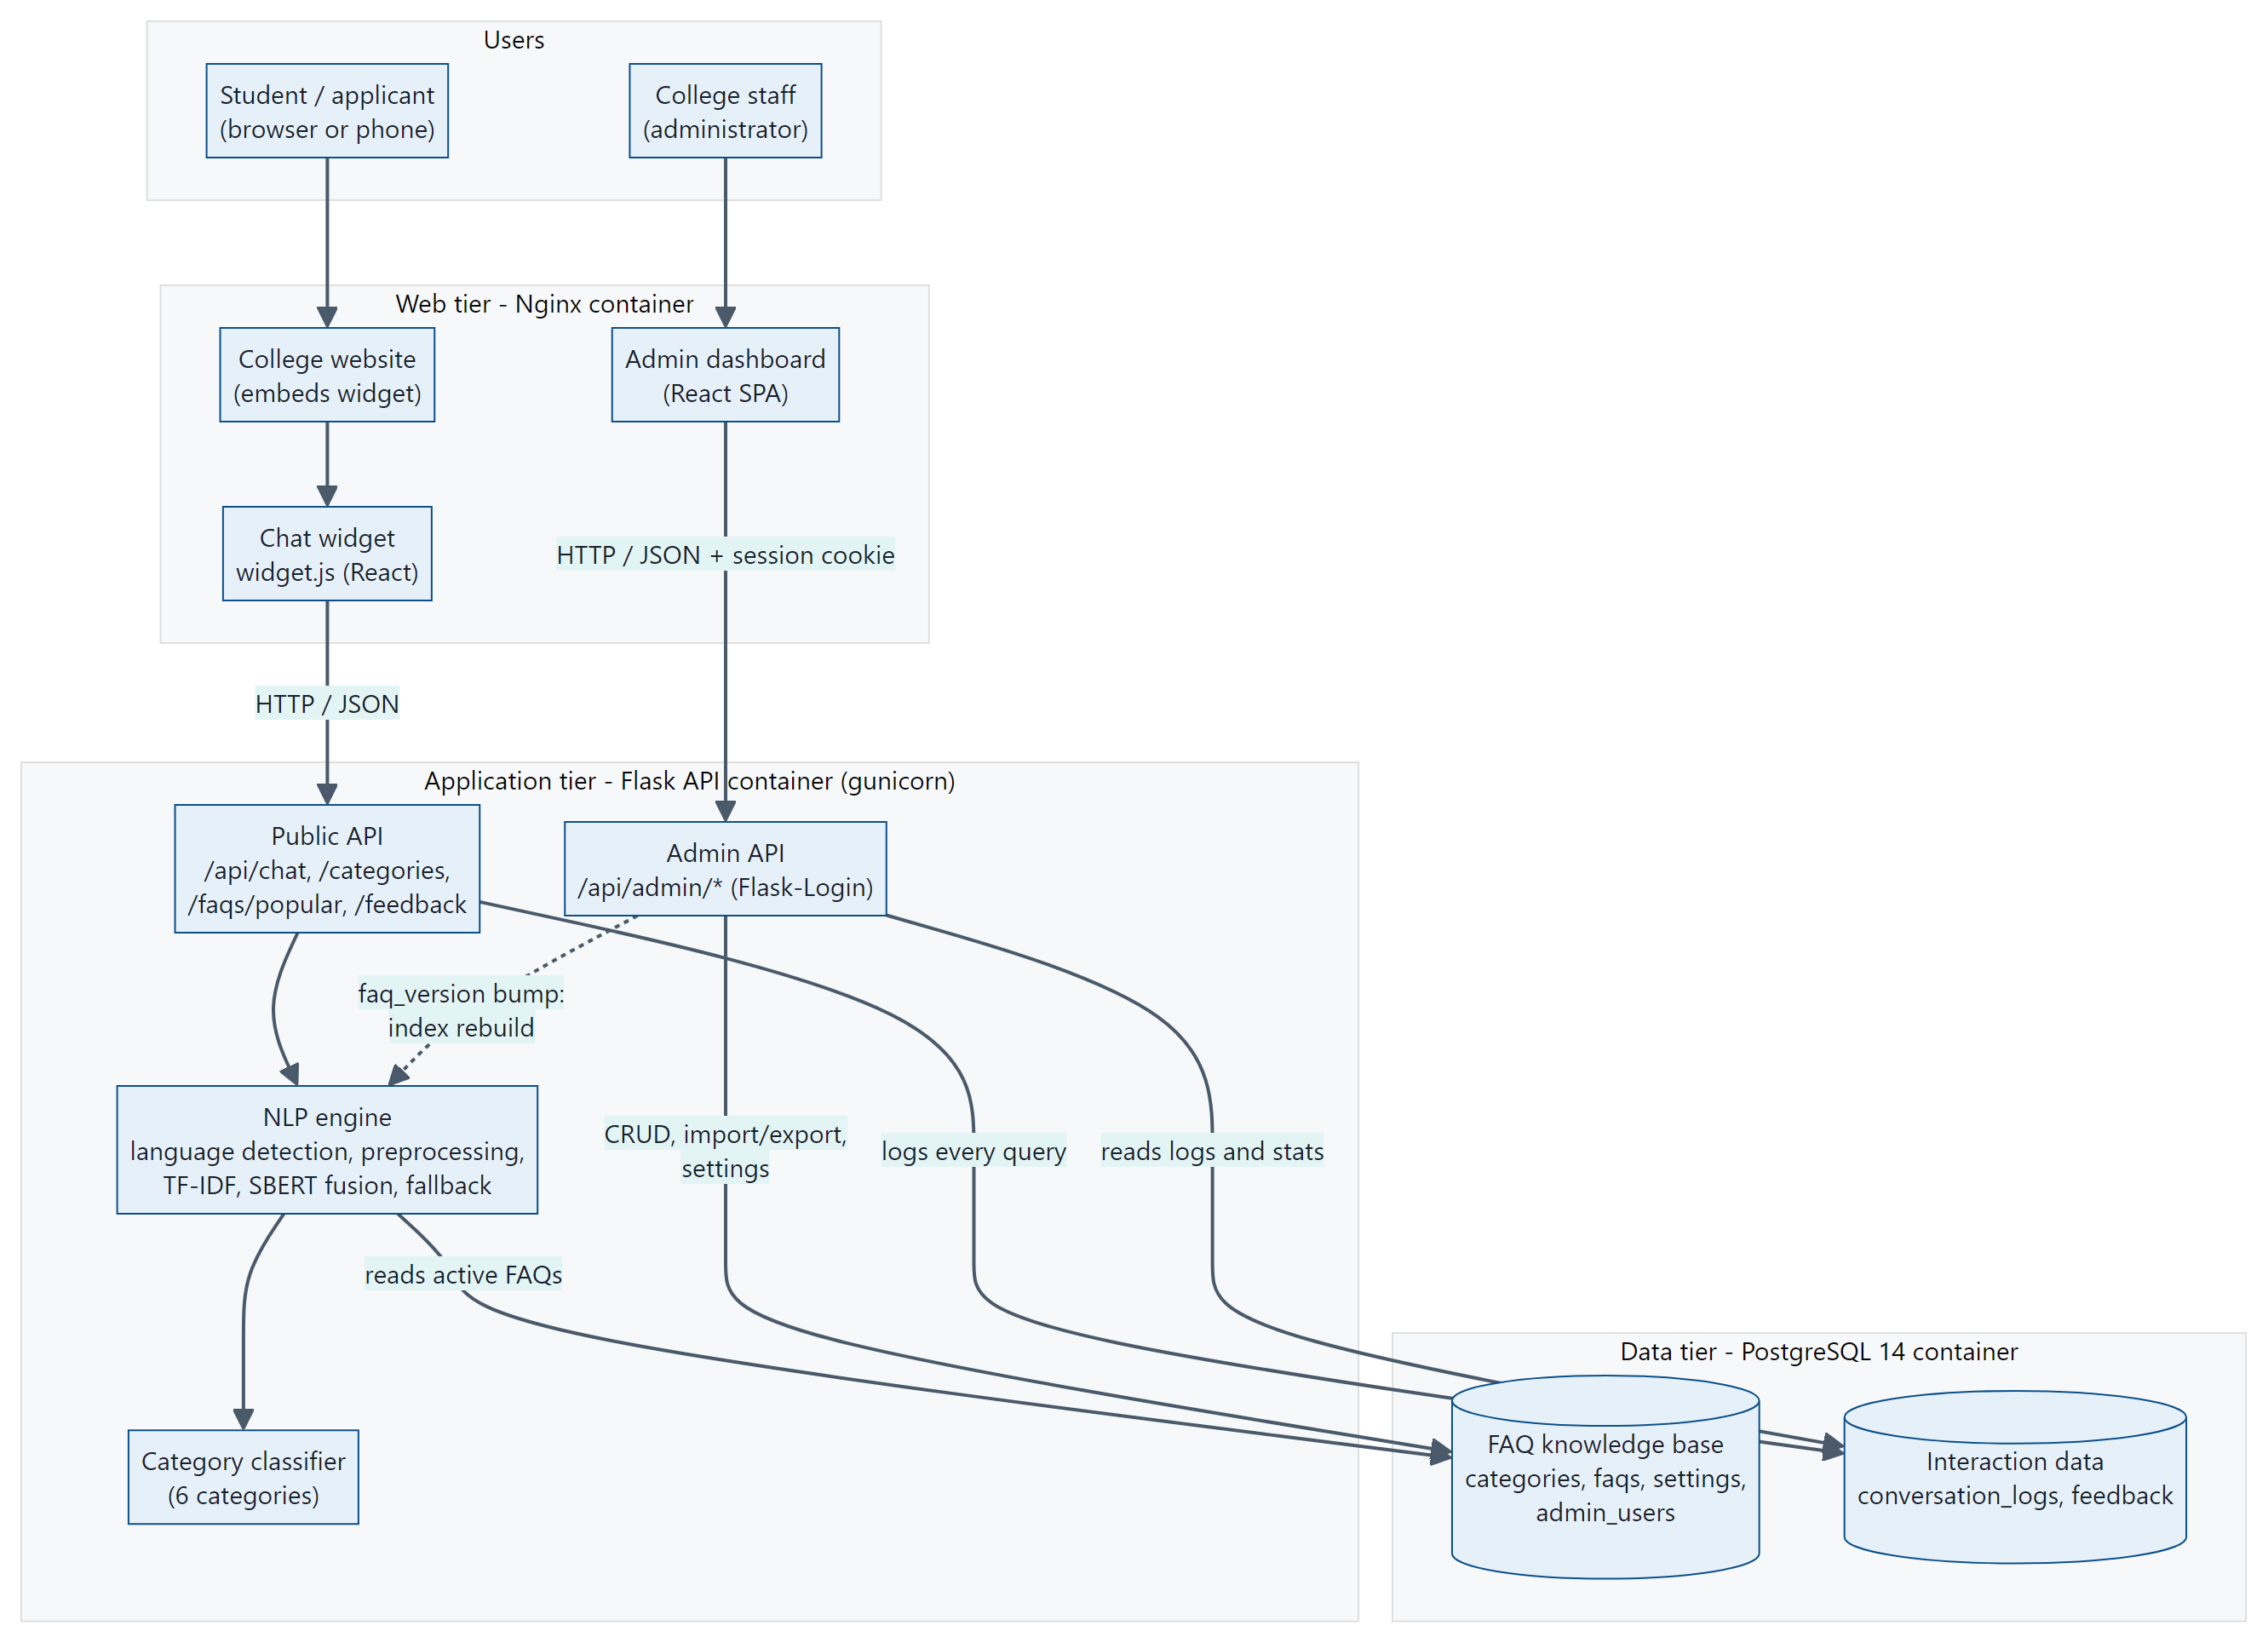 Users
Student / applicant
(browser or phone)
College staff
(administrator)
Web tier - Nginx container
College website
(embeds widget)
Admin dashboard
(React SPA)
Chat widget
widget.js (React)
HTTP / JSON + session cookie
HTTP / JSON
Application tier - Flask API container (gunicorn)
Public API
/api/chat, /categories,
/faqs/popular, /feedback
Admin API
/api/admin/* (Flask-Login)
faq_version bump:
index rebuild
NLP engine
language detection, preprocessing,
TF-IDF, SBERT fusion, fallback
CRUD, import/export,
settings
logs every query
reads logs and stats
reads active FAQs
Category classifier
(6 categories)
Data tier - PostgreSQL 14 container
FAQ knowledge base
categories, faqs, settings,
admin_users
Interaction data
conversation_logs, feedback